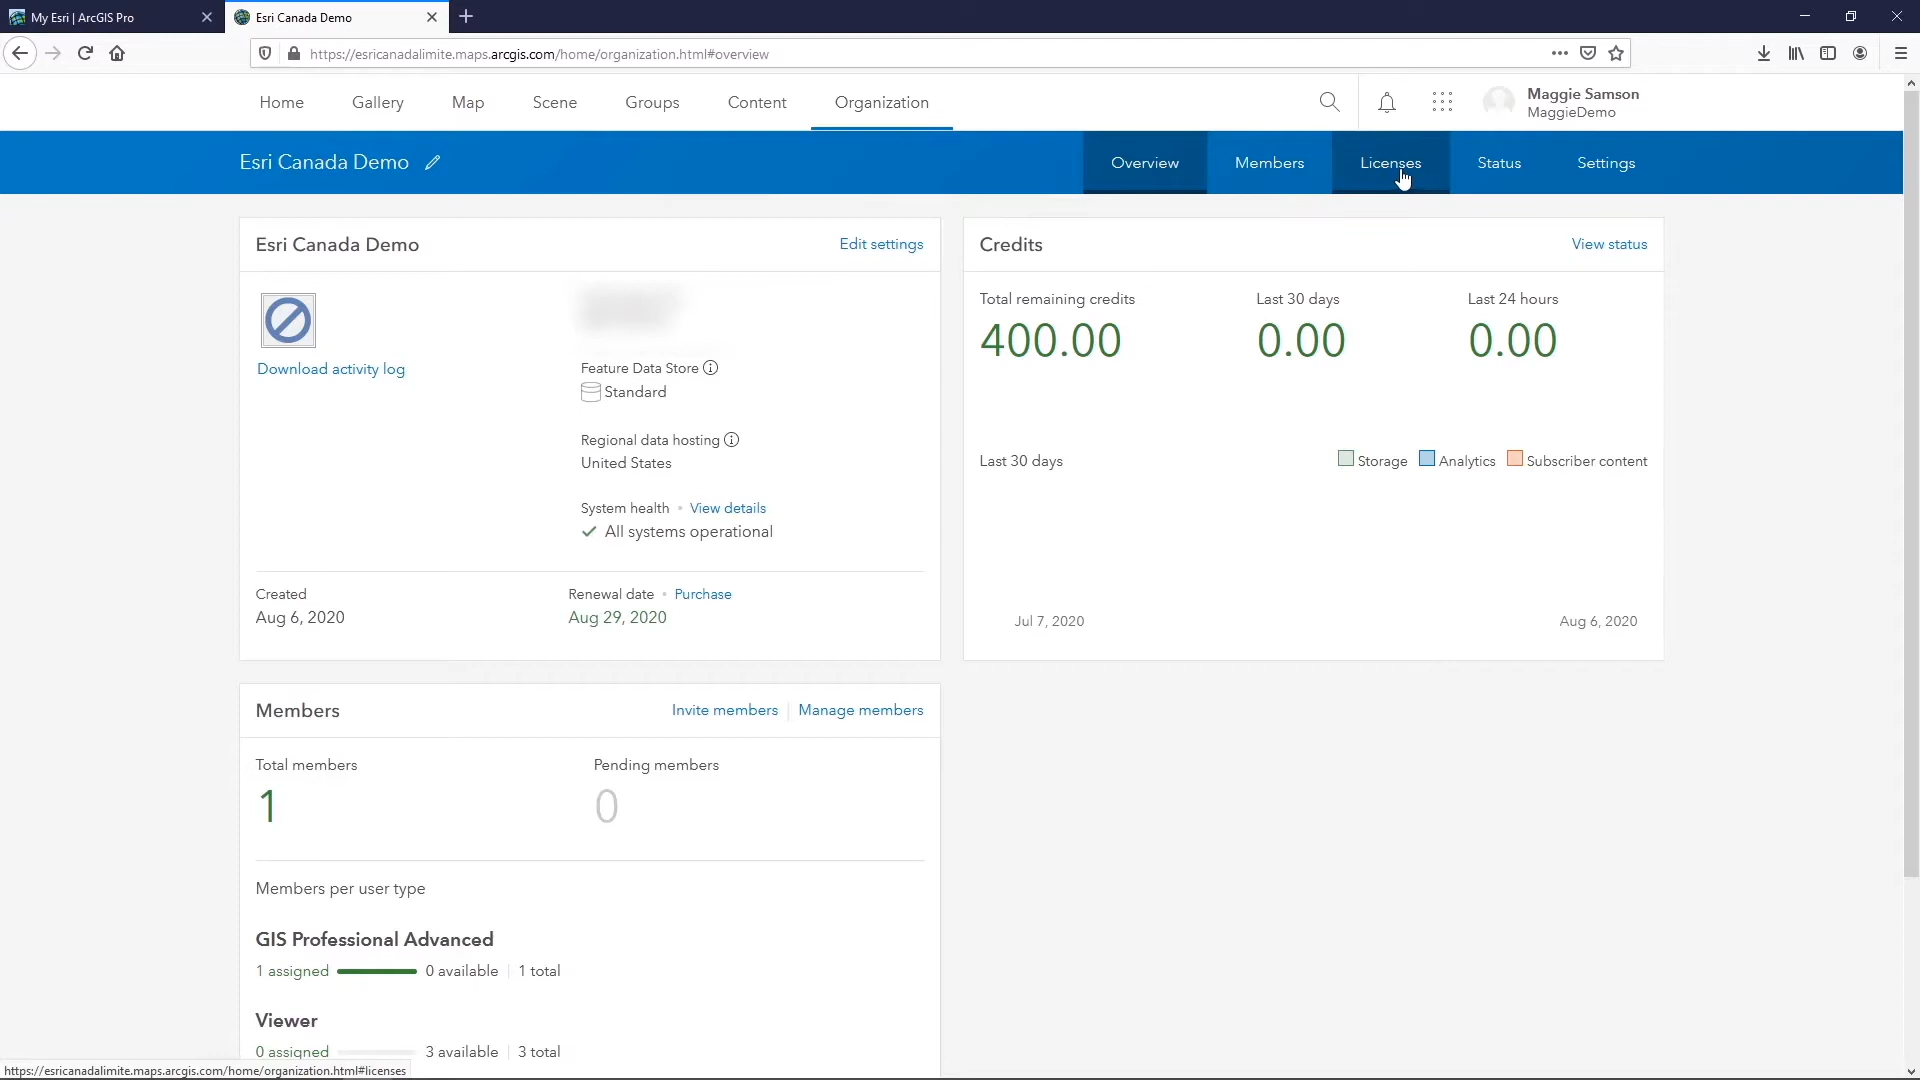 My Esri | ArcGIS Pro
Esri Canada Demo
https://esricanadalimite.maps.arcgis.com/home/organization.html#overview
Home Gallery Map Scene Groups Content Organization
Maggie Samson
MaggieDemo
Esri Canada Demo
Overview Members Licenses Status Settings
Esri Canada Demo Edit settings
Download activity log
Feature Data Store
Standard
Regional data hosting
United States
System health • View details
All systems operational
Created
Aug 6, 2020
Renewal date • Purchase
Aug 29, 2020
Credits View status
Total remaining credits Last 30 days Last 24 hours
400.00 0.00 0.00
Last 30 days Storage Analytics Subscriber content
Jul 7, 2020 Aug 6, 2020
Members Invite members Manage members
Total members Pending members
1 0
Members per user type
GIS Professional Advanced
1 assigned 0 available 1 total
Viewer
0 assigned 3 available 3 total
https://esricanadalimite.maps.arcgis.com/home/organization.html#licenses